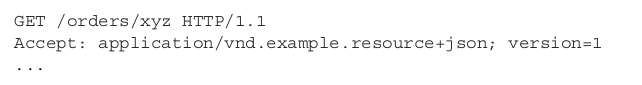 GET /orders/xyz HTTP/1.1
Accept: application/vnd.example.resource+json; version=1
...